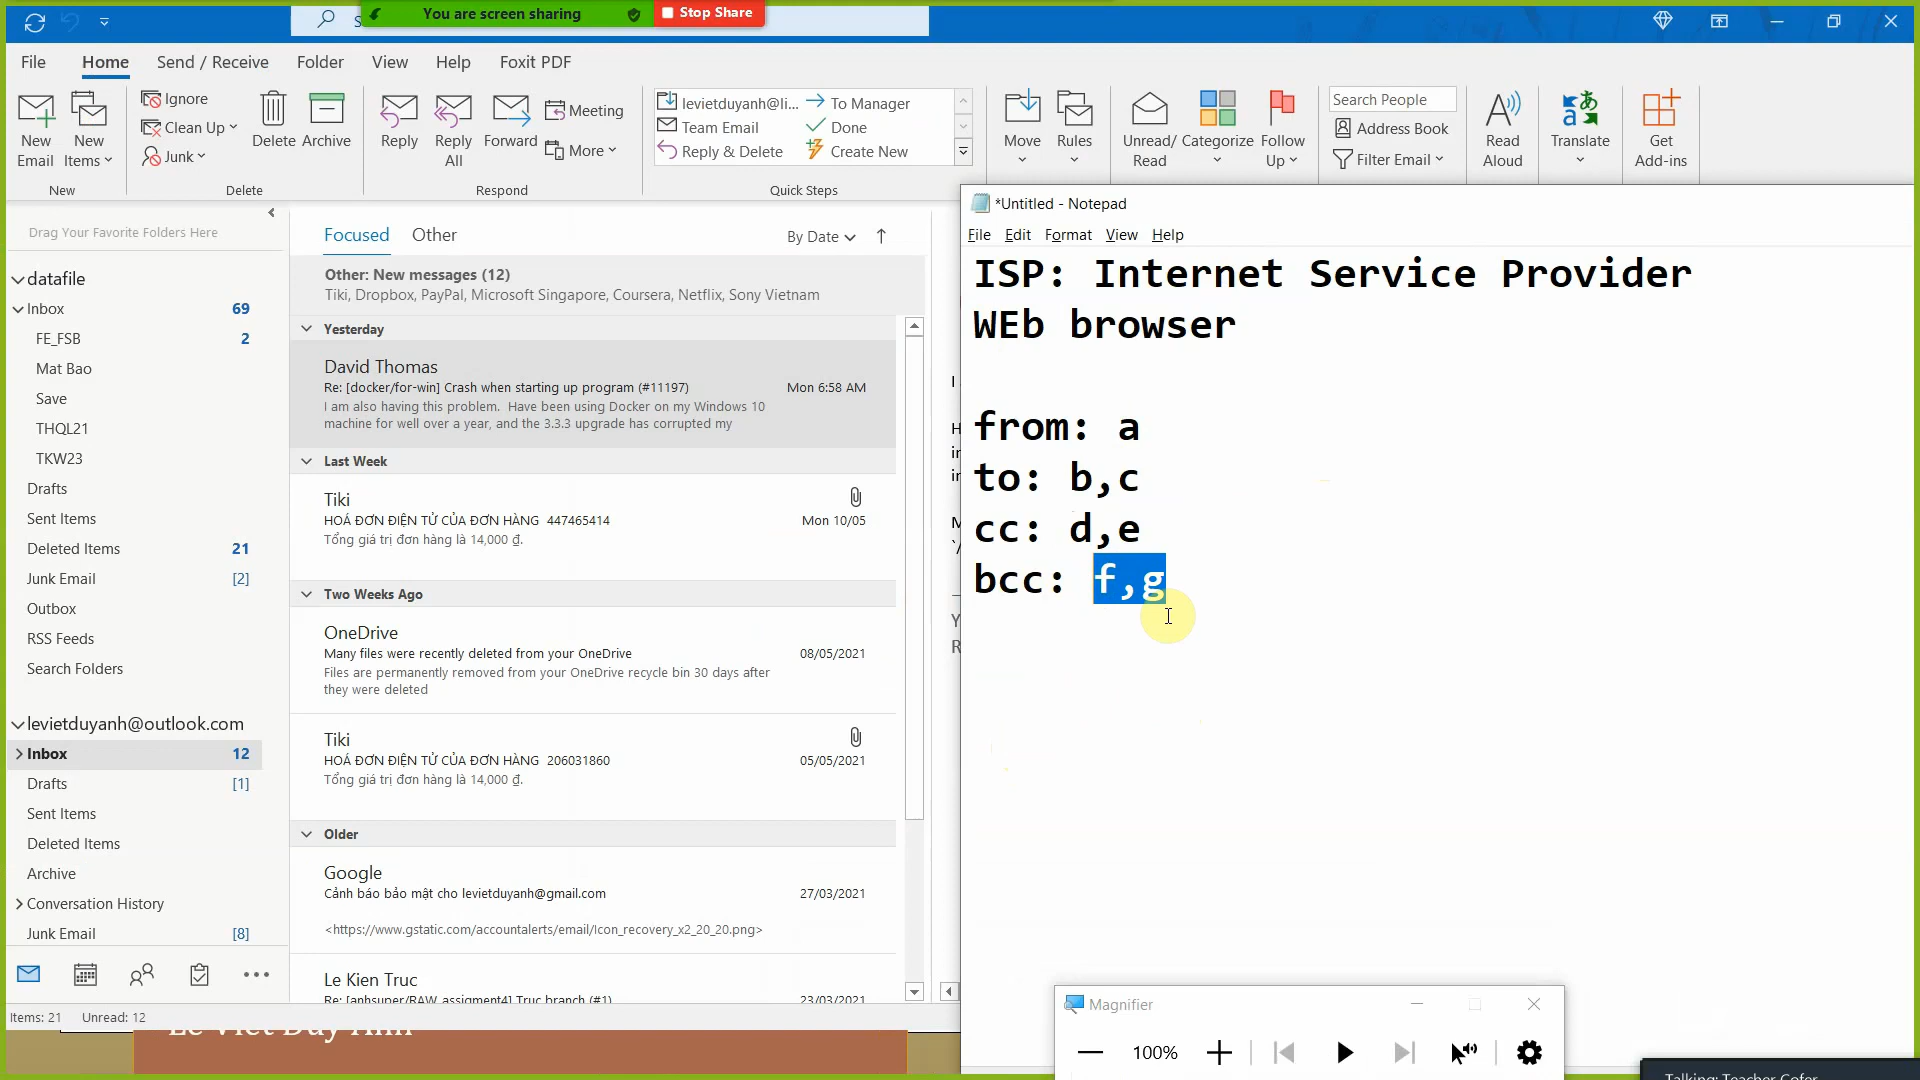 You are screen sharing
Stop Share
File Home Send / Receive Folder View Help Foxit PDF
New Email
New Items
New
Ignore
Clean Up
Junk
Delete
Archive
Delete
Reply
Reply All
Forward
Meeting
More
Respond
levietduyanh@li...
Team Email
Reply & Delete
To Manager
Done
Create New
Quick Steps
Move
Rules
Unread/ Read
Categorize
Follow Up
Search People
Address Book
Filter Email
Read Aloud
Translate
Get Add-ins
Drag Your Favorite Folders Here
datafile
Inbox 69
FE_FSB 2
Mat Bao
Save
THQL21
TKW23
Drafts
Sent Items
Deleted Items 21
Junk Email [2]
Outbox
RSS Feeds
Search Folders
levietduyanh@outlook.com
Inbox 12
Drafts [1]
Sent Items
Deleted Items
Archive
Conversation History
Junk Email [8]
Items: 21 Unread: 12
Focused Other By Date
Other: New messages (12)
Tiki, Dropbox, PayPal, Microsoft Singapore, Coursera, Netflix, Sony Vietnam
Yesterday
David Thomas
Re: [docker/for-win] Crash when starting up program (#11197) Mon 6:58 AM
I am also having this problem. Have been using Docker on my Windows 10
machine for well over a year, and the 3.3.3 upgrade has corrupted my
Last Week
Tiki
HOÁ ĐƠN ĐIỆN TỬ CỦA ĐƠN HÀNG 447465414 Mon 10/05
Tổng giá trị đơn hàng là 14,000 ₫.
Two Weeks Ago
OneDrive
Many files were recently deleted from your OneDrive 08/05/2021
Files are permanently removed from your OneDrive recycle bin 30 days after
they were deleted
Tiki
HOÁ ĐƠN ĐIỆN TỬ CỦA ĐƠN HÀNG 206031860 05/05/2021
Tổng giá trị đơn hàng là 14,000 ₫.
Older
Google
Cảnh báo bảo mật cho levietduyanh@gmail.com 27/03/2021
<https://www.gstatic.com/accountalerts/email/Icon_recovery_x2_20_20.png>
Le Kien Truc
Re: [anhsuper/RAW_assigment4] Truc branch (#1) 23/03/2021
*Untitled - Notepad
File Edit Format View Help
ISP: Internet Service Provider
WEb browser
from: a
to: b,c
cc: d,e
bcc: f,g
Magnifier
100%
Le Viet Duy Anh
Talking: Teacher Cofer